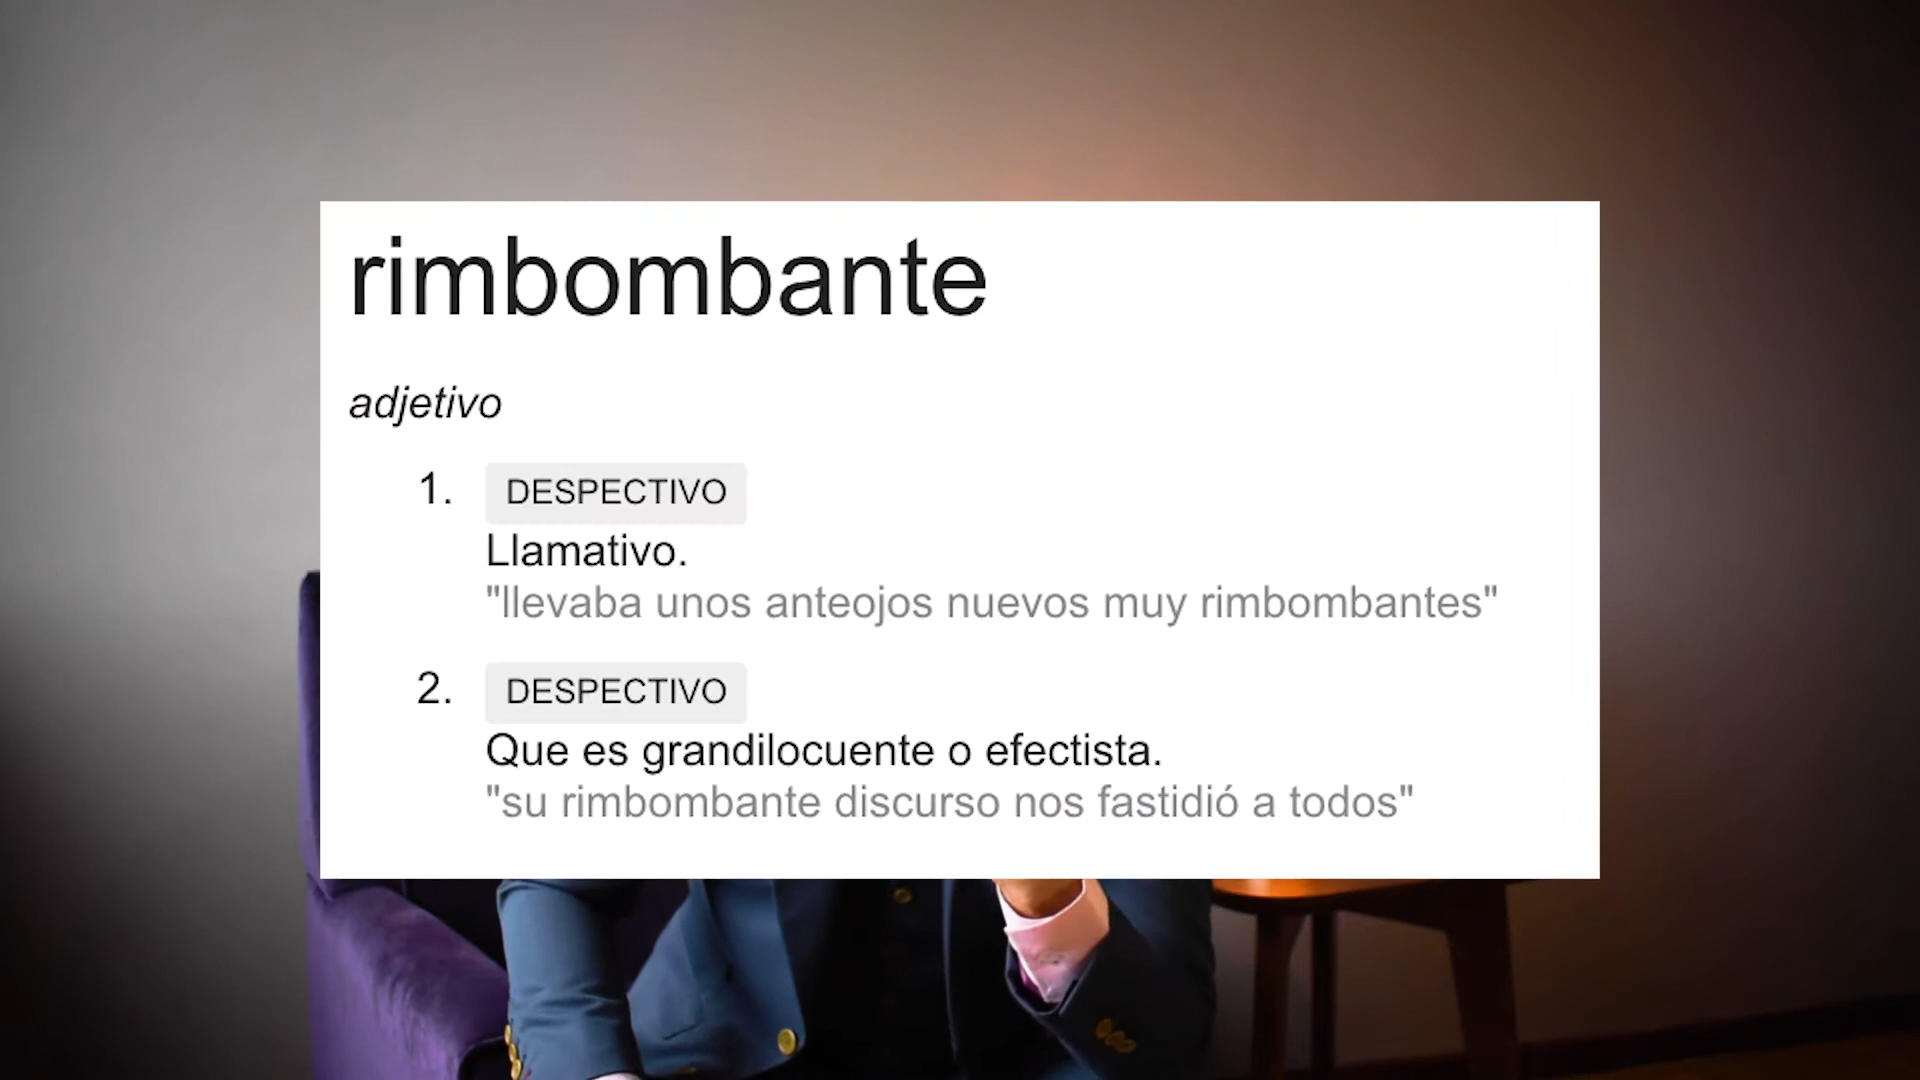 rimbombante
adjetivo
1. DESPECTIVO
Llamativo.
"llevaba unos anteojos nuevos muy rimbombantes"
2. DESPECTIVO
Que es grandilocuente o efectista.
"su rimbombante discurso nos fastidió a todos"